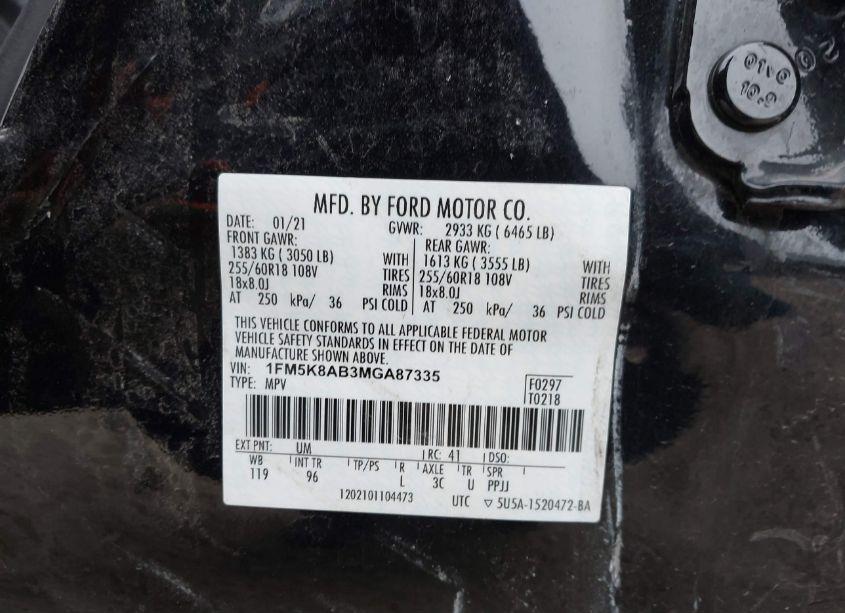 01.6 02
10.9
MFD. BY FORD MOTOR CO.
DATE: 01/21 GVWR: 2933 KG ( 6465 LB)
FRONT GAWR: REAR GAWR:
1383 KG ( 3050 LB) WITH 1613 KG ( 3555 LB) WITH
255/60R18 108V TIRES 255/60R18 108V TIRES
18x8.0J RIMS 18x8.0J RIMS
AT 250 kPa/ 36 PSI COLD AT 250 kPa/ 36 PSI COLD
THIS VEHICLE CONFORMS TO ALL APPLICABLE FEDERAL MOTOR
VEHICLE SAFETY STANDARDS IN EFFECT ON THE DATE OF
MANUFACTURE SHOWN ABOVE.
VIN: 1FM5K8AB3MGA87335 F0297
TYPE: MPV T0218
EXT PNT: UM RC: 41 DSO:
WB INT TR TP/PS R AXLE TR SPR
119 96 L 3C U PPJJ
1202101104473 UTC ▽ 5U5A-1520472-BA